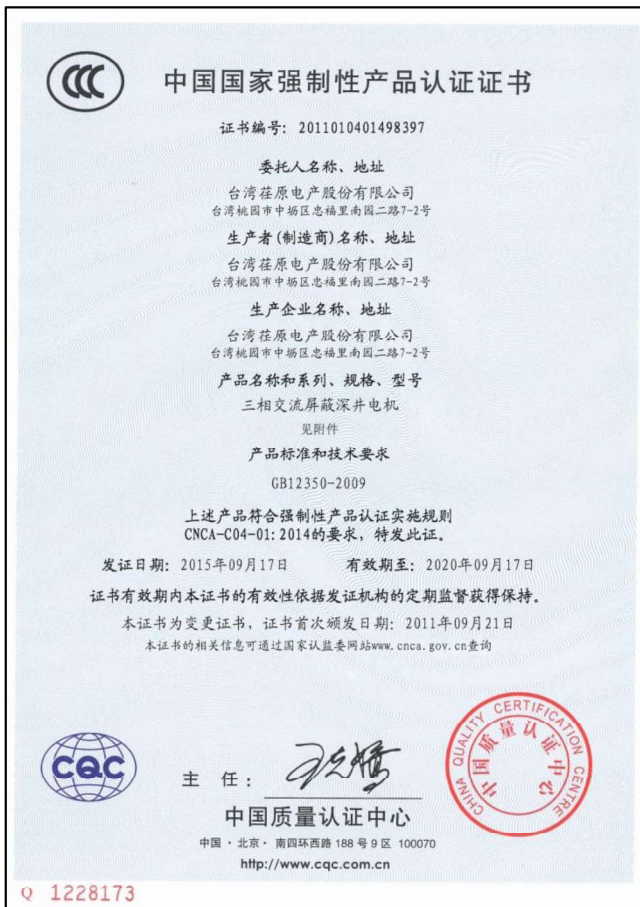 CCC
中国国家强制性产品认证证书
证书编号: 2011010401498397
委托人名称、地址
台湾荏原电产股份有限公司
台湾桃园市中坜区忠福里南园二路7-2号
生产者(制造商)名称、地址
台湾荏原电产股份有限公司
台湾桃园市中坜区忠福里南园二路7-2号
生产企业名称、地址
台湾荏原电产股份有限公司
台湾桃园市中坜区忠福里南园二路7-2号
产品名称和系列、规格、型号
三相交流屏蔽深井电机
见附件
产品标准和技术要求
GB12350-2009
上述产品符合强制性产品认证实施规则
CNCA-C04-01:2014的要求，特发此证。
发证日期: 2015年09月17日 有效期至: 2020年09月17日
证书有效期内本证书的有效性依据发证机构的定期监督获得保持。
本证书为变更证书，证书首次颁发日期: 2011年09月21日
本证书的相关信息可通过国家认监委网站www.cnca.gov.cn查询
CQC
主 任:
CHINA QUALITY CERTIFICATION CENTRE
中国质量认证中心
中国质量认证中心
中国·北京·南四环西路 188 号 9 区 100070
http://www.cqc.com.cn
Q 1228173